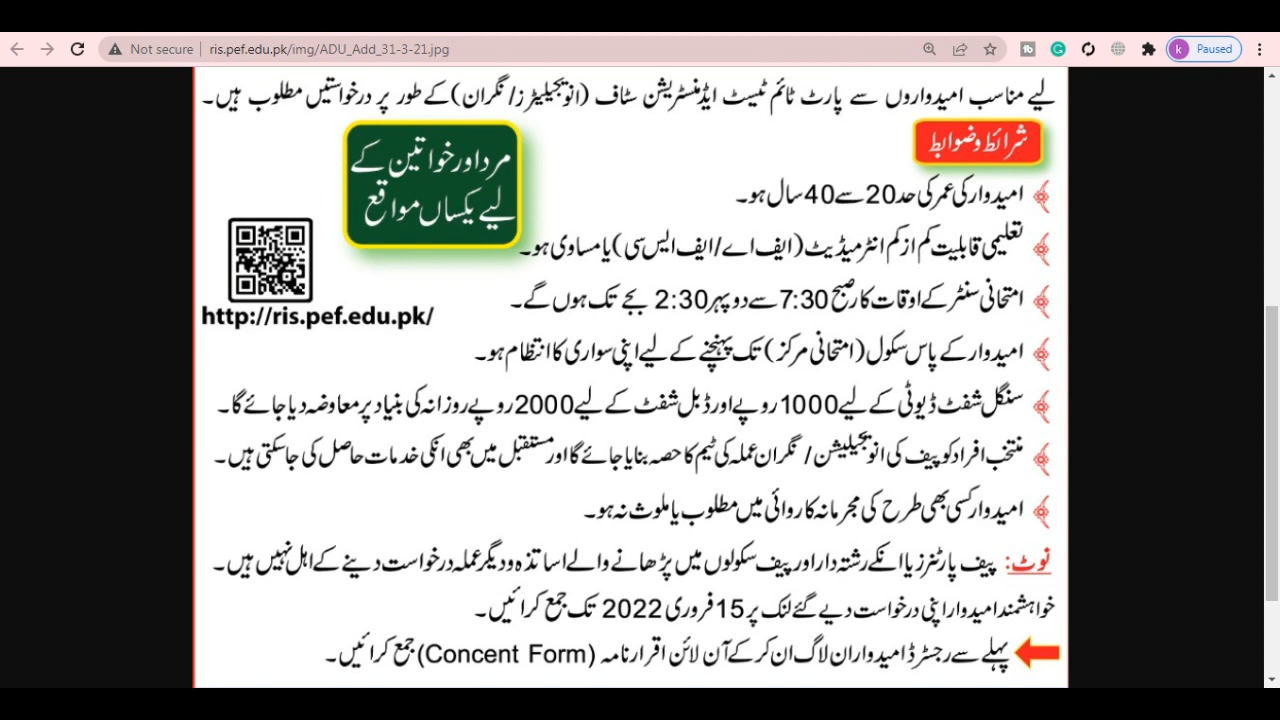 Not secure | ris.pef.edu.pk/img/ADU_Add_31-3-21.jpg
k Paused
لیے مناسب امیدواروں سے پارٹ ٹائم ٹیسٹ ایڈمنسٹریشن سٹاف (انویجیلیٹرز/نگران) کے طور پر درخواستیں مطلوب ہیں۔
شرائط و ضوابط
مرد اور خواتین کے
لیے یکساں مواقع
امیدوار کی عمر کی حد 20 سے 40 سال ہو۔
تعلیمی قابلیت کم از کم انٹرمیڈیٹ (ایف اے/ایف ایس سی) یا مساوی ہو۔
http://ris.pef.edu.pk/
امتحانی سنٹر کے اوقات کار صبح 7:30 سے دوپہر 2:30 بجے تک ہوں گے۔
امیدوار کے پاس سکول (امتحانی مرکز) تک پہنچنے کے لیے اپنی سواری کا انتظام ہو۔
سنگل شفٹ ڈیوٹی کے لیے 1000 روپے اور ڈبل شفٹ کے لیے 2000 روپے روزانہ کی بنیاد پر معاوضہ دیا جائے گا۔
منتخب افراد کو پیف کی انویجیلیشن/نگران عملہ کی ٹیم کا حصہ بنایا جائے گا اور مستقبل میں بھی انکی خدمات حاصل کی جاسکتی ہیں۔
امیدوار کسی بھی طرح کی مجرمانہ کاروائی میں مطلوب یا ملوث نہ ہو۔
نوٹ: پیف پارٹنرز یا انکے رشتہ دار اور پیف سکولوں میں پڑھانے والے اساتذہ و دیگر عملہ درخواست دینے کے اہل نہیں ہیں۔
خواہشمند امیدوار اپنی درخواست دیے گئے لنک پر 15 فروری 2022 تک جمع کرائیں۔
پہلے سے رجسٹرڈ امیدواران لاگ ان کر کے آن لائن اقرارنامہ (Concent Form) جمع کرائیں۔